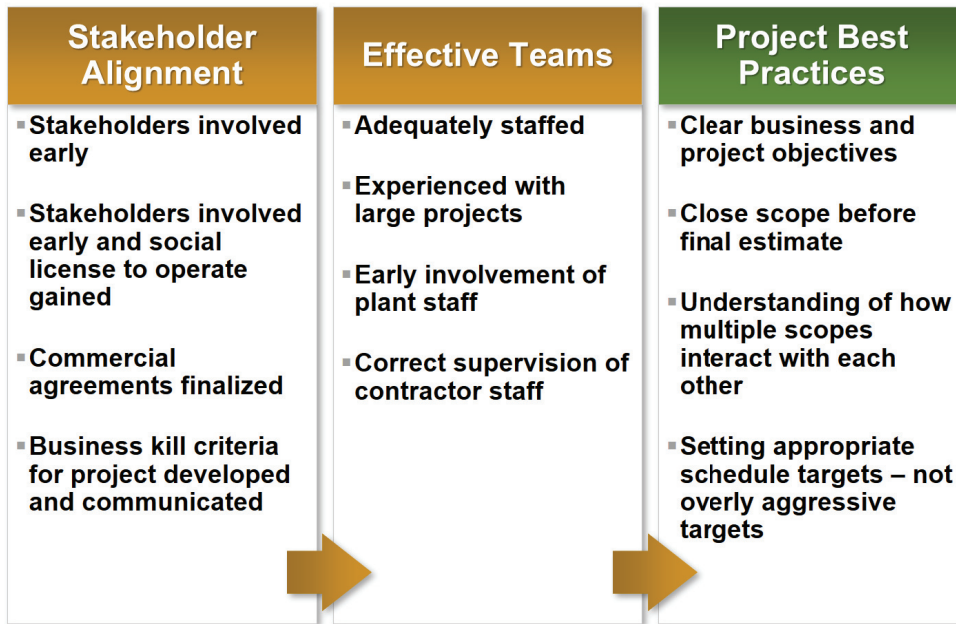 Stakeholder
Alignment
▪Stakeholders involved
early
▪Stakeholders involved
early and social
license to operate
gained
▪Commercial
agreements finalized
▪Business kill criteria
for project developed
and communicated
Effective Teams
▪Adequately staffed
▪Experienced with
large projects
▪Early involvement of
plant staff
▪Correct supervision of
contractor staff
Project Best
Practices
▪Clear business and
project objectives
▪Close scope before
final estimate
▪Understanding of how
multiple scopes
interact with each
other
▪Setting appropriate
schedule targets – not
overly aggressive
targets